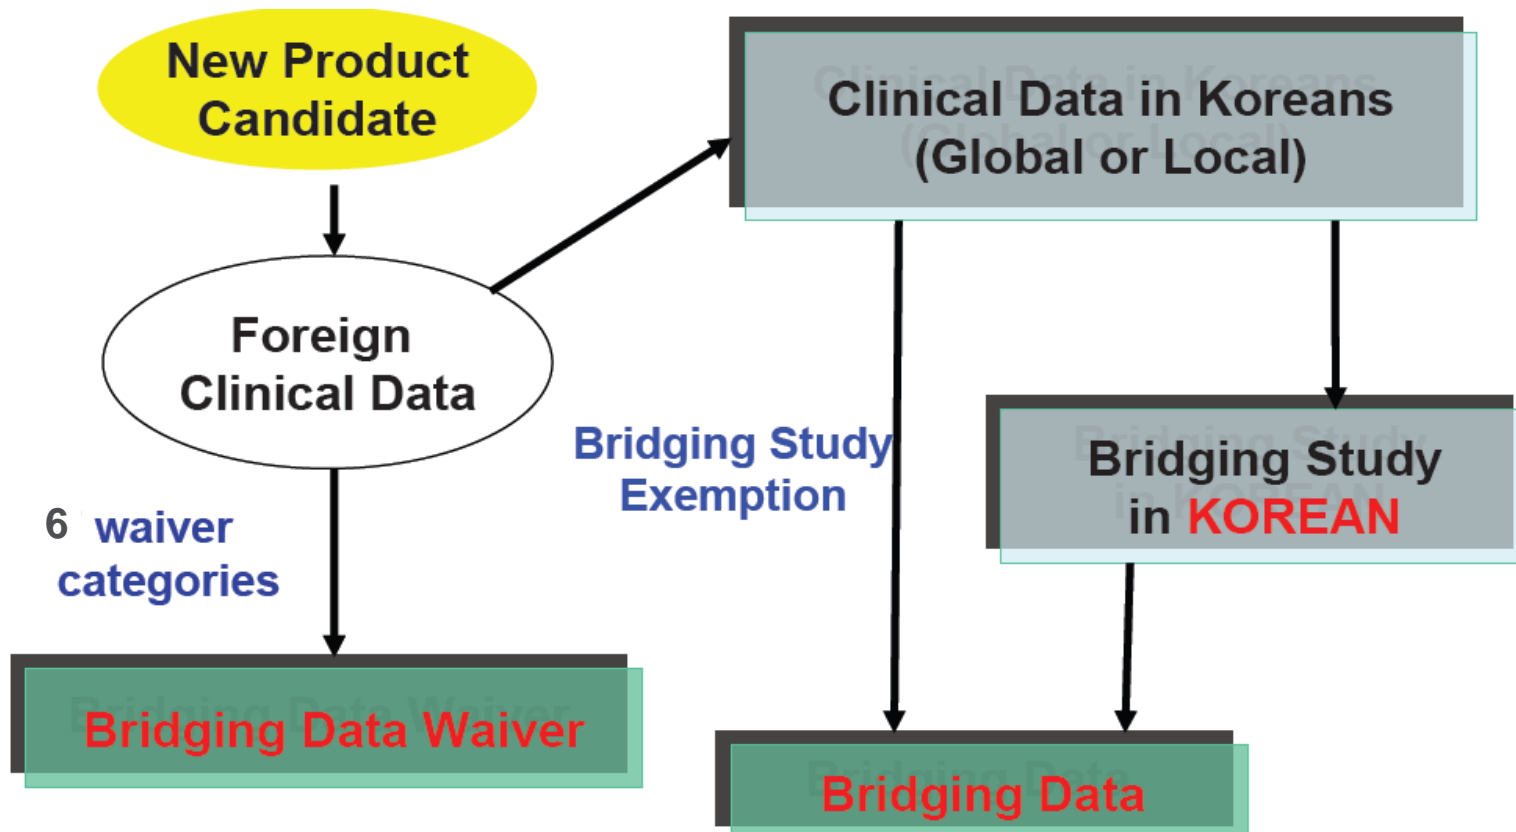 New Product
Candidate
Clinical Data in Koreans
(Global or Local)
Foreign
Clinical Data
Bridging Study
Exemption
Bridging Study
in KOREAN
6 waiver
categories
Bridging Data Waiver
Bridging Data